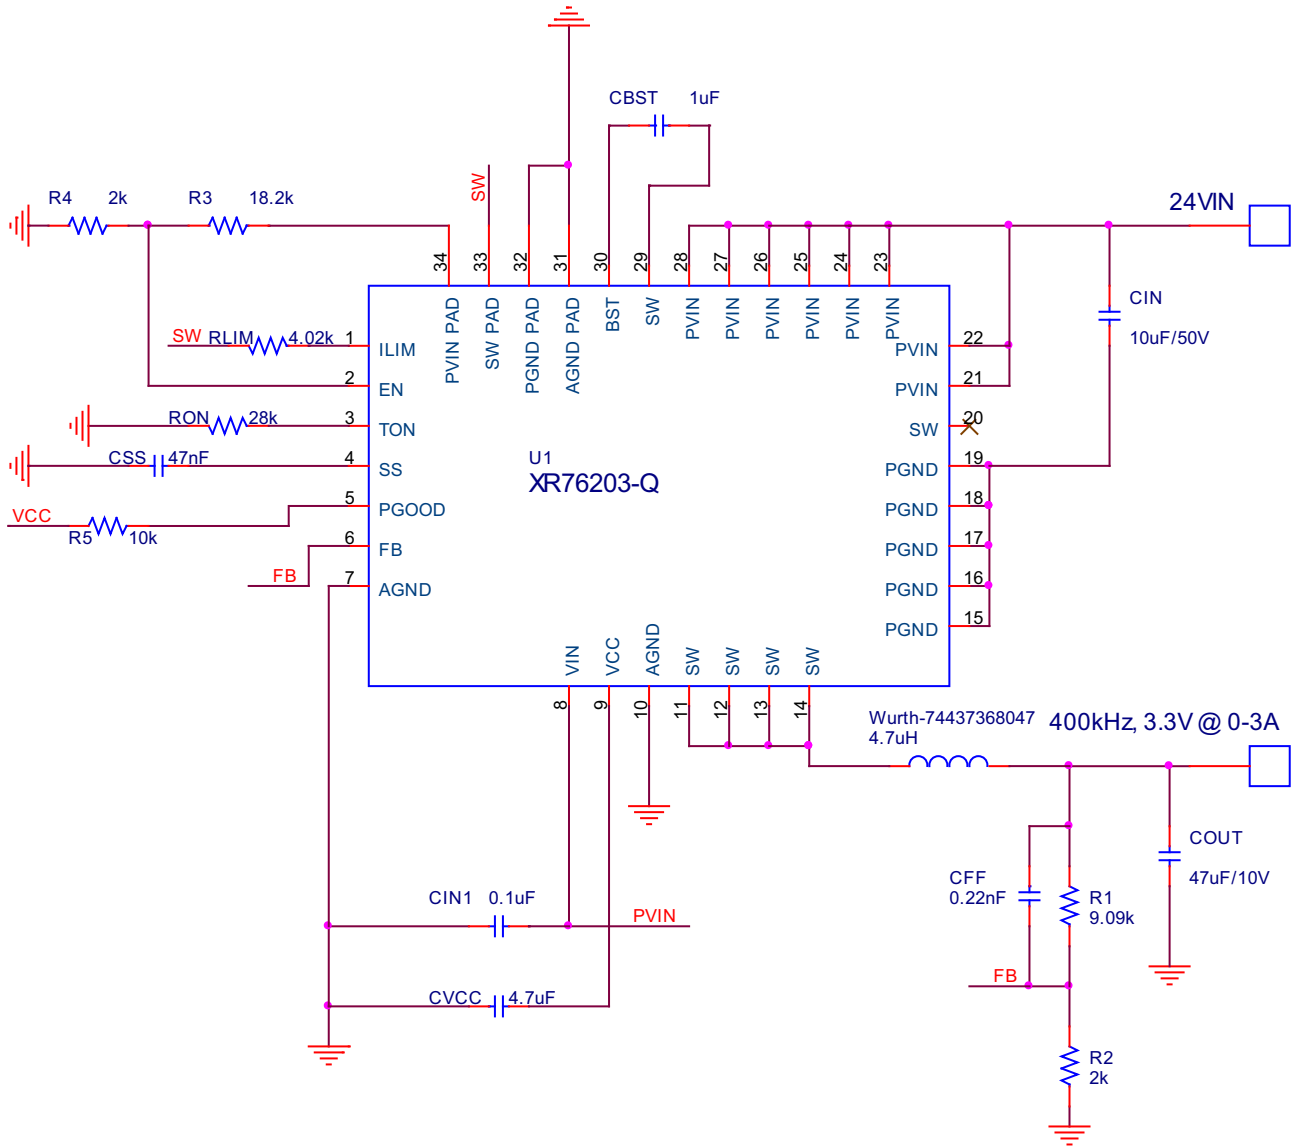 CBST 1uF
R4 2k R3 18.2k
SW
24VIN
34 33 32 31 30 29 28 27 26 25 24 23
PVIN PAD SW PAD PGND PAD AGND PAD BST SW PVIN PVIN PVIN PVIN PVIN PVIN
CIN
10uF/50V
SW RLIM 4.02k 1 ILIM
PVIN 22
2 EN
PVIN 21
RON 28k 3 TON
SW 20
CSS 47nF 4 SS
PGND 19
U1
XR76203-Q
VCC 5 PGOOD
PGND 18
R5 10k
6 FB
PGND 17
FB 7 AGND
PGND 16
PGND 15
VIN VCC AGND SW SW SW SW
8 9 10 11 12 13 14
Wurth-74437368047
4.7uH
400kHz, 3.3V @ 0-3A
COUT
47uF/10V
CFF
0.22nF
R1
9.09k
CIN1 0.1uF
PVIN
FB
CVCC 4.7uF
R2
2k